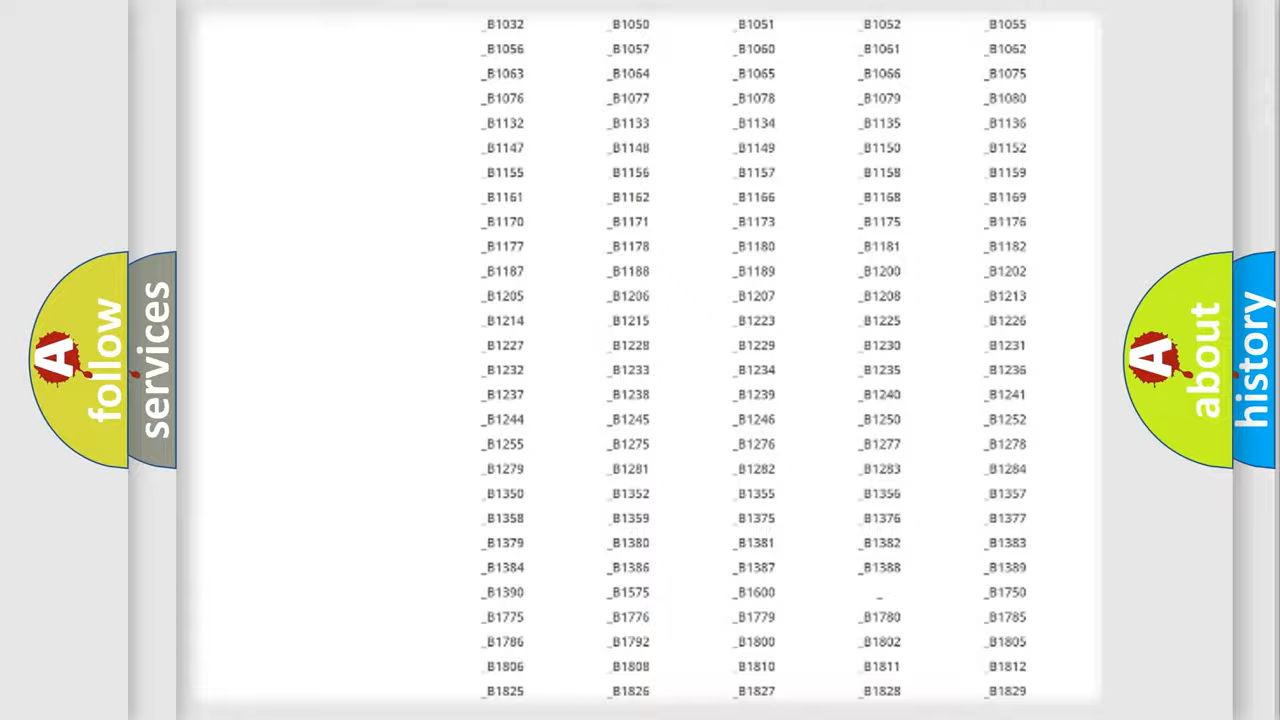 _B1032 _B1050 _B1051 _B1052 _B1055
_B1056 _B1057 _B1060 _B1061 _B1062
_B1063 _B1064 _B1065 _B1066 _B1075
_B1076 _B1077 _B1078 _B1079 _B1080
_B1132 _B1133 _B1134 _B1135 _B1136
_B1147 _B1148 _B1149 _B1150 _B1152
_B1155 _B1156 _B1157 _B1158 _B1159
_B1161 _B1162 _B1166 _B1168 _B1169
_B1170 _B1171 _B1173 _B1175 _B1176
_B1177 _B1178 _B1180 _B1181 _B1182
_B1187 _B1188 _B1189 _B1200 _B1202
_B1205 _B1206 _B1207 _B1208 _B1213
_B1214 _B1215 _B1223 _B1225 _B1226
_B1227 _B1228 _B1229 _B1230 _B1231
_B1232 _B1233 _B1234 _B1235 _B1236
_B1237 _B1238 _B1239 _B1240 _B1241
_B1244 _B1245 _B1246 _B1250 _B1252
_B1255 _B1275 _B1276 _B1277 _B1278
_B1279 _B1281 _B1282 _B1283 _B1284
_B1350 _B1352 _B1355 _B1356 _B1357
_B1358 _B1359 _B1375 _B1376 _B1377
_B1379 _B1380 _B1381 _B1382 _B1383
_B1384 _B1386 _B1387 _B1388 _B1389
_B1390 _B1575 _B1600 _ _B1750
_B1775 _B1776 _B1779 _B1780 _B1785
_B1786 _B1792 _B1800 _B1802 _B1805
_B1806 _B1808 _B1810 _B1811 _B1812
_B1825 _B1826 _B1827 _B1828 _B1829
A
follow
services
A
about
history